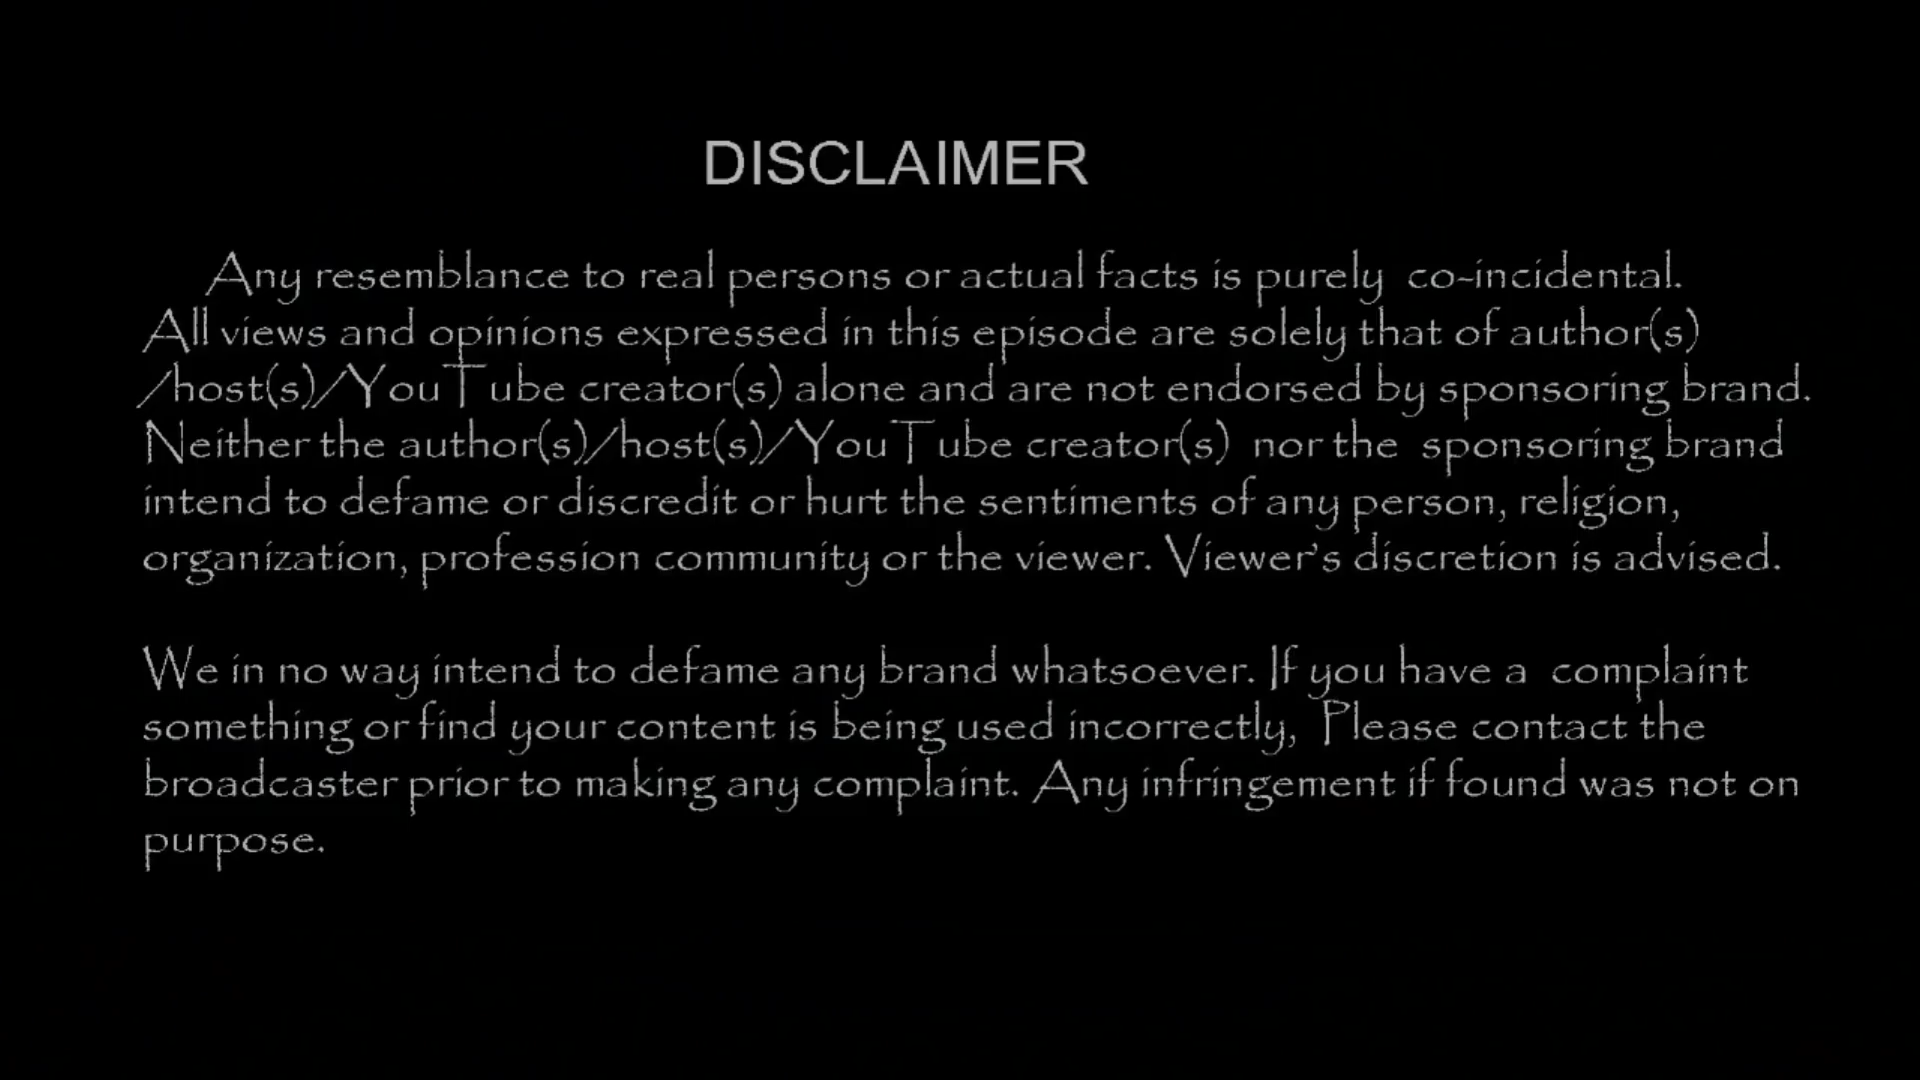 DISCLAIMER
Any resemblance to real persons or actual facts is purely co-incidental.
All views and opinions expressed in this episode are solely that of author(s)
/host(s)/YouTube creator(s) alone and are not endorsed by sponsoring brand.
Neither the author(s)/host(s)/YouTube creator(s) nor the sponsoring brand
intend to defame or discredit or hurt the sentiments of any person, religion,
organization, profession community or the viewer. Viewer's discretion is advised.
We in no way intend to defame any brand whatsoever. If you have a complaint
something or find your content is being used incorrectly, Please contact the
broadcaster prior to making any complaint. Any infringement if found was not on
purpose.